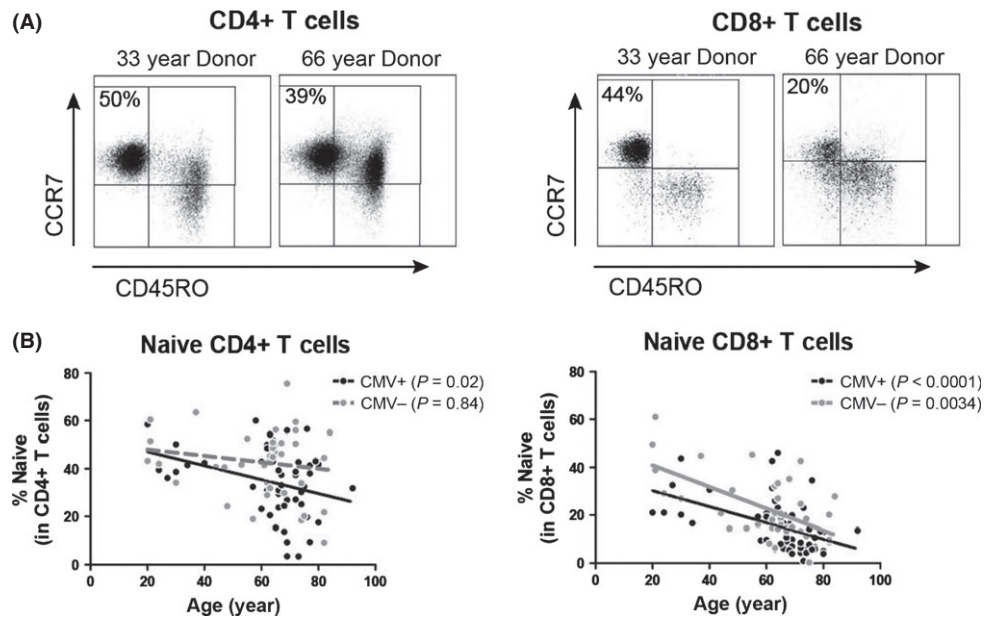 (A)
CD4+ T cells
33 year Donor
66 year Donor
50%
39%
CCR7
CD45RO
CD8+ T cells
33 year Donor
66 year Donor
44%
20%
CCR7
CD45RO
(B)
Naive CD4+ T cells
CMV+ (P = 0.02)
CMV– (P = 0.84)
% Naive
(in CD4+ T cells)
80
60
40
20
0
0 20 40 60 80 100
Age (year)
Naive CD8+ T cells
CMV+ (P < 0.0001)
CMV– (P = 0.0034)
% Naive
(in CD8+ T cells)
80
60
40
20
0
0 20 40 60 80 100
Age (year)